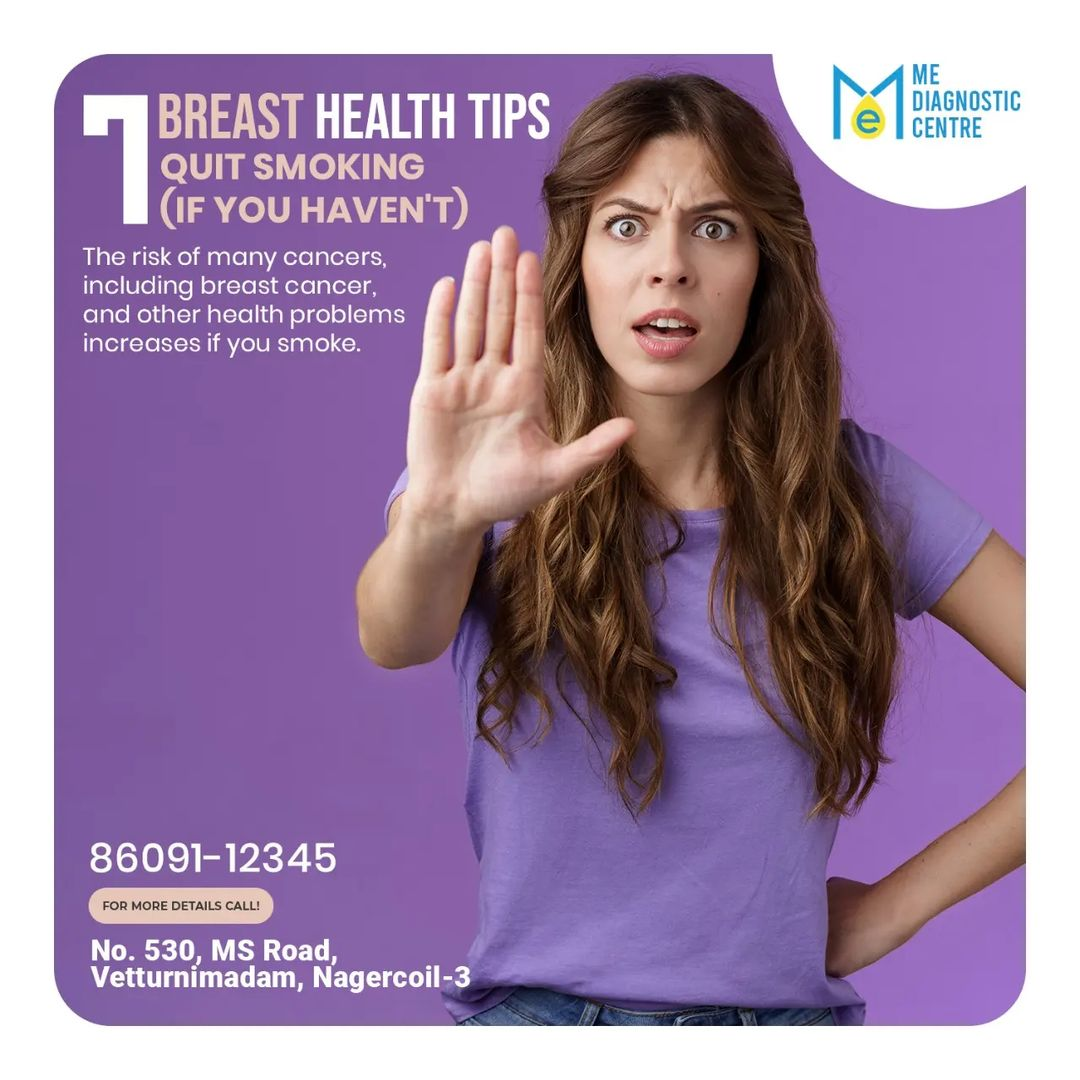 7 BREAST HEALTH TIPS
QUIT SMOKING
(IF YOU HAVEN'T)
The risk of many cancers,
including breast cancer,
and other health problems
increases if you smoke.
Me
ME
DIAGNOSTIC
CENTRE
86091-12345
FOR MORE DETAILS CALL!
No. 530, MS Road,
Vetturnimadam, Nagercoil-3